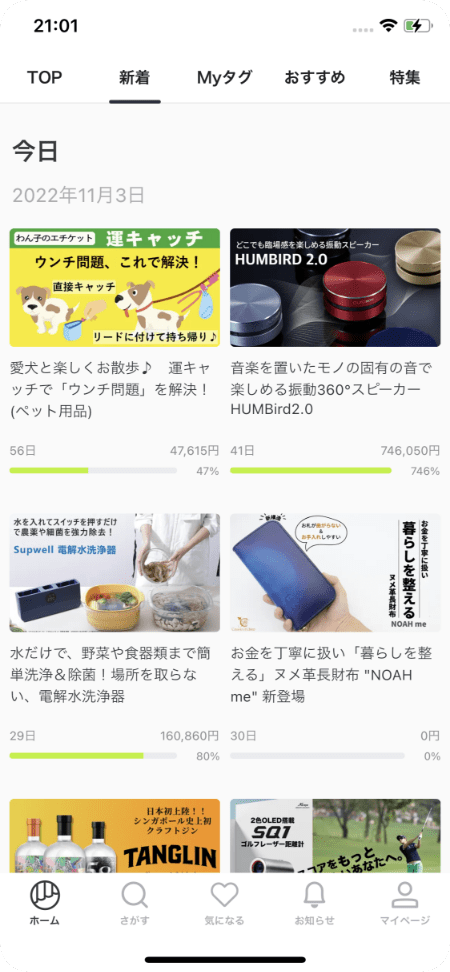 21:01
TOP
新着
Myタグ
おすすめ
特集
今日
2022年11月3日
わん子のエチケット 運キャッチ
ウンチ問題、これで解決！
直接キャッチ
リードに付けて持ち帰り♪
愛犬と楽しくお散歩♪　運キャ
ッチで「ウンチ問題」を解決！
(ペット用品)
56日
47,615円
47%
どこでも臨場感を楽しめる振動スピーカー
HUMBIRD 2.0
音楽を置いたモノの固有の音で
楽しめる振動360°スピーカー
HUMBird2.0
41日
746,050円
746%
水を入れてスイッチを押すだけ
で農薬や細菌を強力除去！
Supwell 電解水洗浄器
水だけで、野菜や食器類まで簡
単洗浄＆除菌！場所を取らな
い、電解水洗浄器
29日
160,860円
80%
お札が曲がらない
&
お手入れしやすい
お金を丁寧に扱い
暮らしを整える
ヌメ革長財布
NOAH me
お金を丁寧に扱い「暮らしを整
える」ヌメ革長財布 "NOAH
me" 新登場
30日
0円
0%
日本初上陸！！
シンガポール史上初
クラフトジン
TANGLIN
2色OLED搭載
SQ1
ゴルフレーザー距離計
スコアをもっと
ホーム
さがす
気になる
お知らせ
マイページ